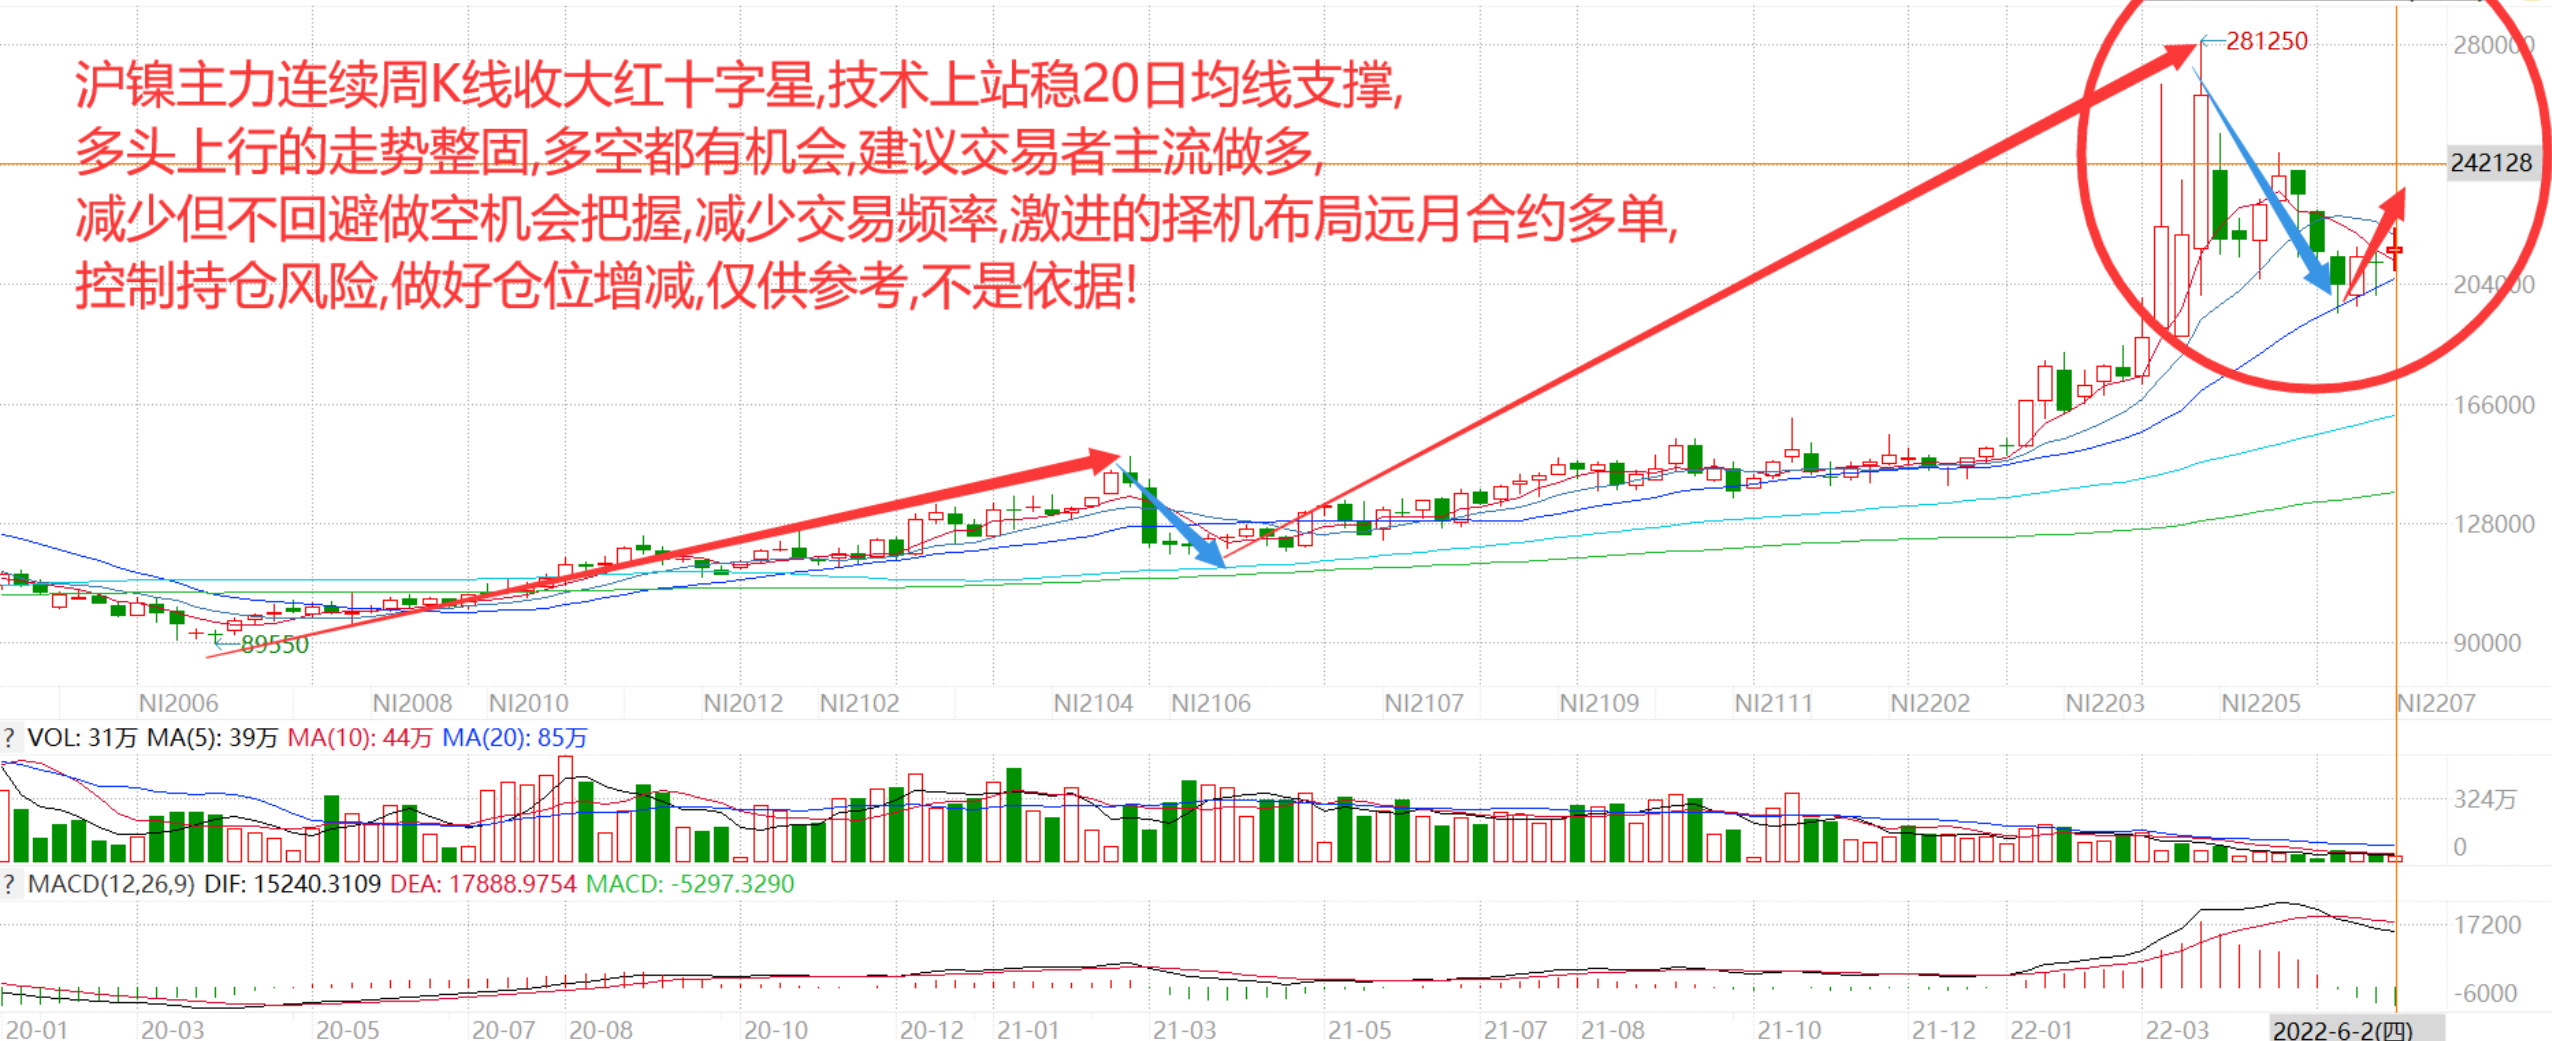 沪镍主力连续周K线收大红十字星,技术上站稳20日均线支撑,
多头上行的走势整固,多空都有机会,建议交易者主流做多,
减少但不回避做空机会把握,减少交易频率,激进的择机布局远月合约多单,
控制持仓风险,做好仓位增减,仅供参考,不是依据!
←281250
280000
242128
204000
166000
128000
90000
←89550
NI2006 NI2008 NI2010 NI2012 NI2102 NI2104 NI2106 NI2107 NI2109 NI2111 NI2202 NI2203 NI2205 NI2207
? VOL: 31万 MA(5): 39万 MA(10): 44万 MA(20): 85万
324万
0
? MACD(12,26,9) DIF: 15240.3109 DEA: 17888.9754 MACD: -5297.3290
17200
-6000
20-01 20-03 20-05 20-07 20-08 20-10 20-12 21-01 21-03 21-05 21-07 21-08 21-10 21-12 22-01 22-03 2022-6-2(四)